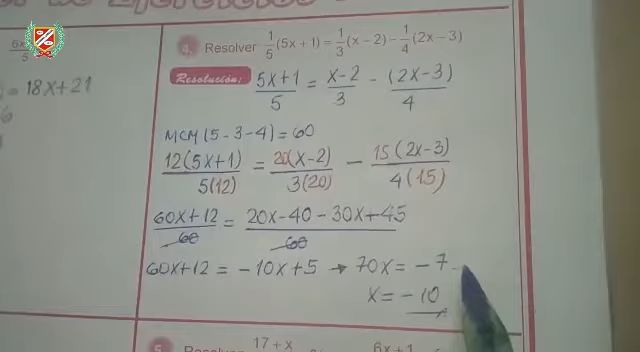 4. Resolver 1/5(5x+1) = 1/3(x−2) − 1/4(2x−3)
= 18x+21
Resolución: (5x+1)/5 = (x−2)/3 − (2x−3)/4
MCM (5-3-4) = 60
12(5x+1)/5(12) = 20(x−2)/3(20) − 15(2x−3)/4(15)
(60x+12)/60 = (20x−40−30x+45)/60
60x+12 = −10x+5 → 70x = −7
x = −10
5. 17 + x
6x + 1